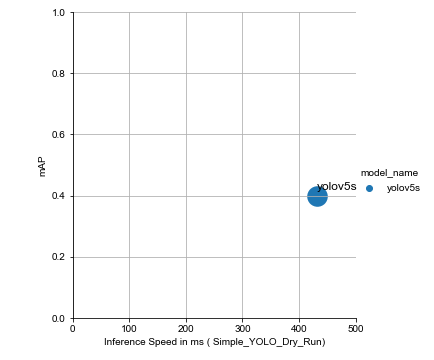 1.0
0.8
0.6
0.4
0.2
0.0
mAP
yolov5s
model_name
yolov5s
0 100 200 300 400 500
Inference Speed in ms ( Simple_YOLO_Dry_Run)